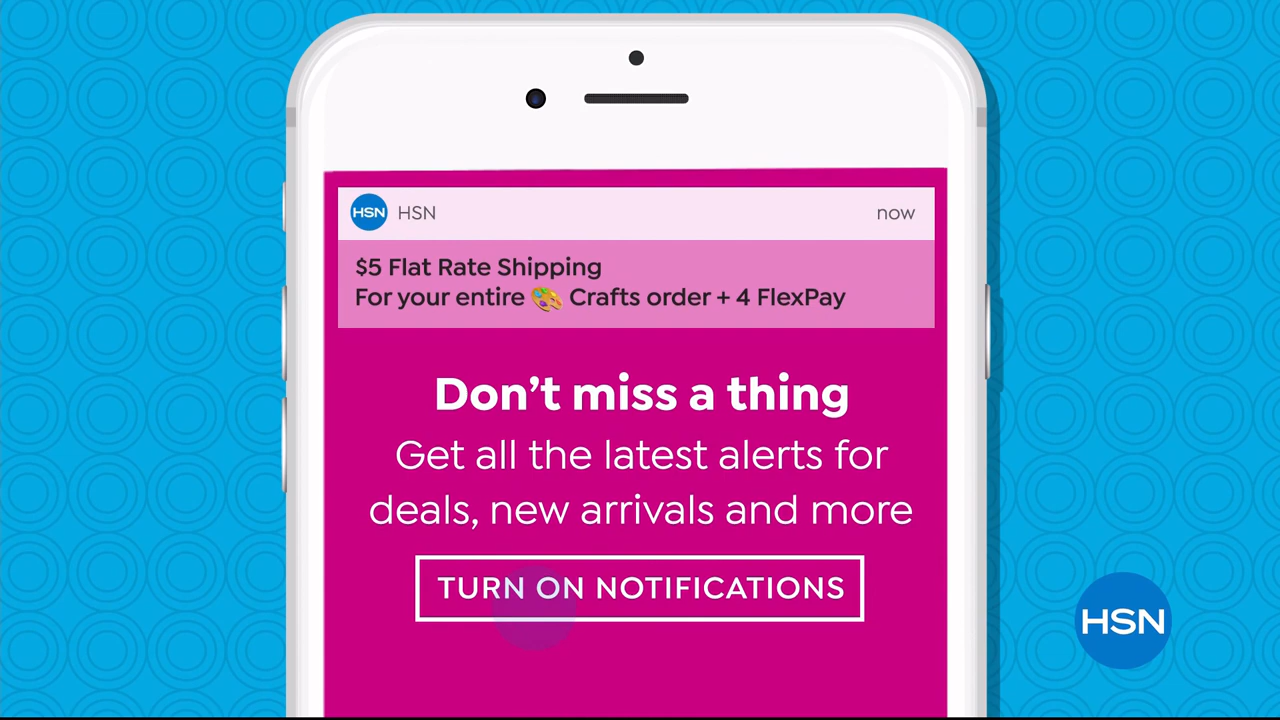 HSN HSN now
$5 Flat Rate Shipping
For your entire 🎨 Crafts order + 4 FlexPay
Don't miss a thing
Get all the latest alerts for
deals, new arrivals and more
TURN ON NOTIFICATIONS
HSN